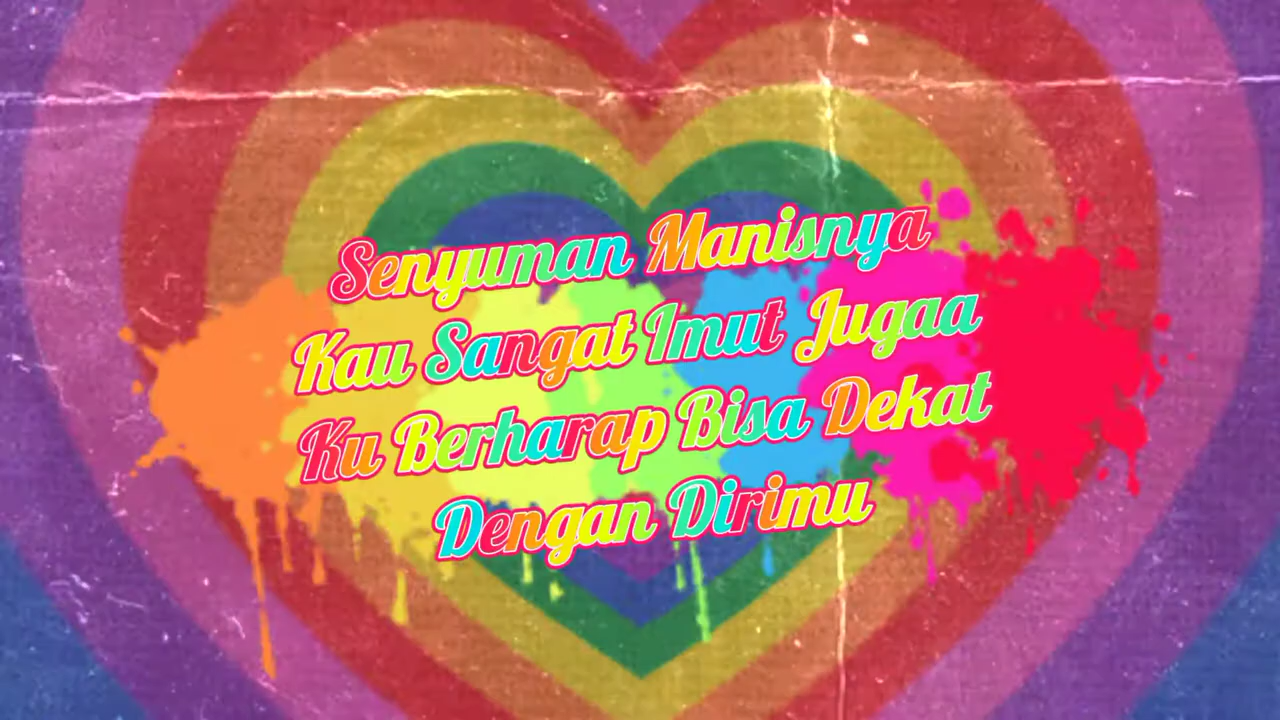 Senyuman Manisnya
Kau Sangat Imut Jugaa
Ku Berharap Bisa Dekat
Dengan Dirimu